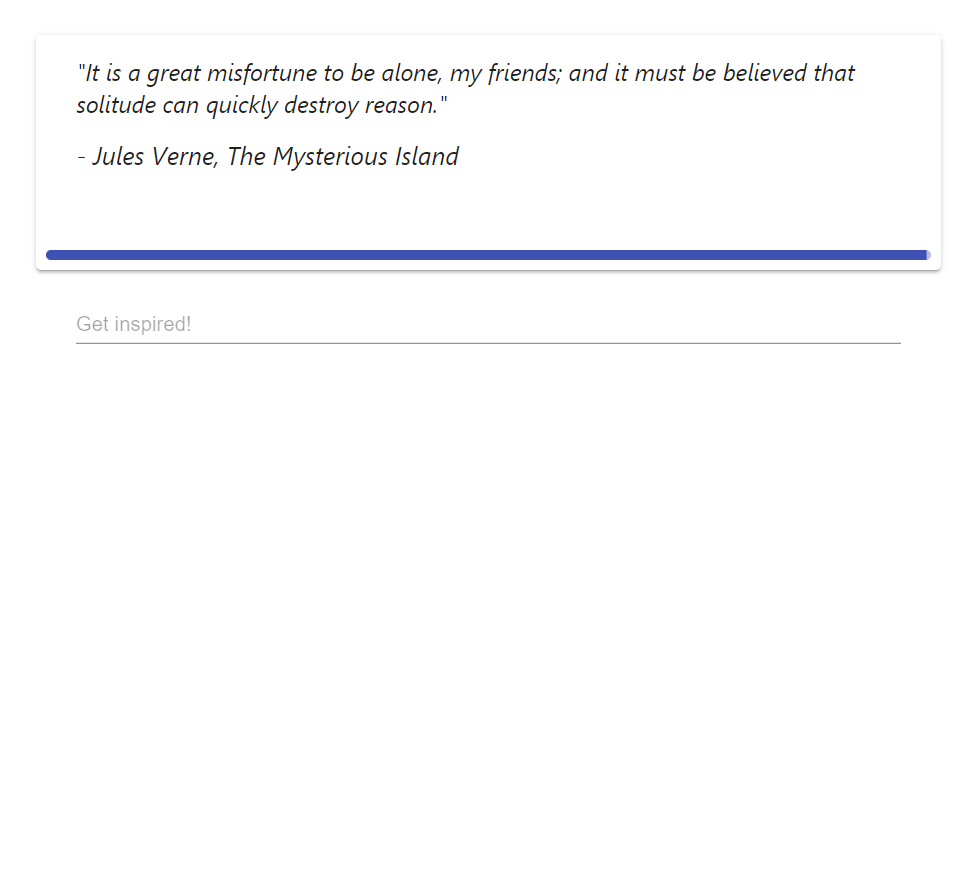 "It is a great misfortune to be alone, my friends; and it must be believed that
solitude can quickly destroy reason."
- Jules Verne, The Mysterious Island
Get inspired!